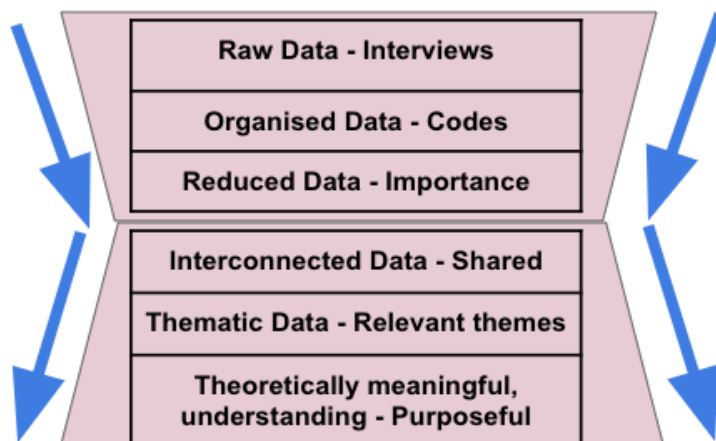 Raw Data - Interviews
Organised Data - Codes
Reduced Data - Importance
Interconnected Data - Shared
Thematic Data - Relevant themes
Theoretically meaningful,
understanding - Purposeful